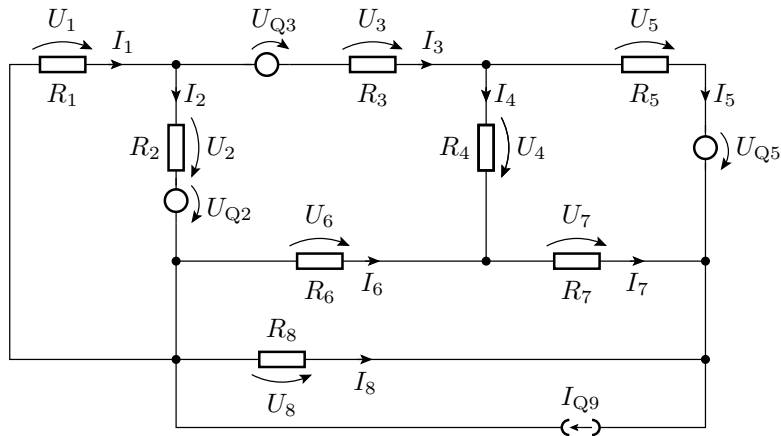 U1 I1 UQ3 U3 I3 U5
R1 I2 R3 I4 R5 I5
R2 U2 R4 U4 UQ5
UQ2 U6 U7
R6 I6 R7 I7
R8
U8 I8 IQ9